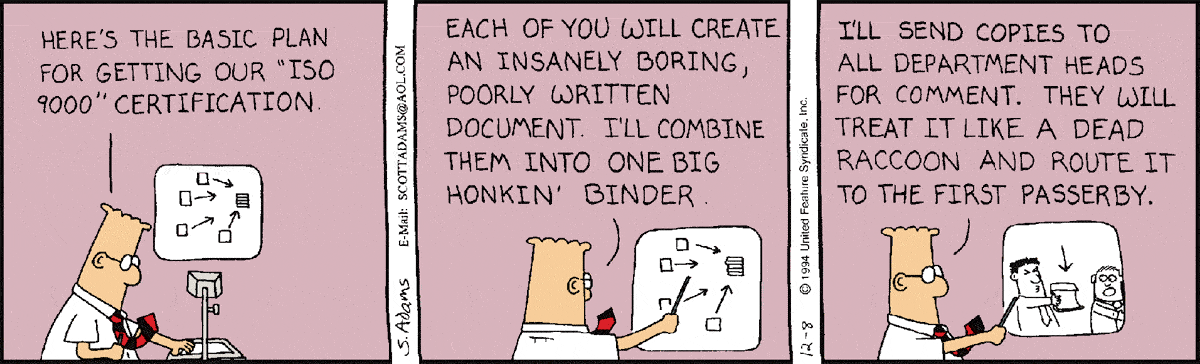 HERE'S THE BASIC PLAN
FOR GETTING OUR "ISO
9000" CERTIFICATION.
S. Adams E-Mail: SCOTTADAMS@AOL.COM
EACH OF YOU WILL CREATE
AN INSANELY BORING,
POORLY WRITTEN
DOCUMENT. I'LL COMBINE
THEM INTO ONE BIG
HONKIN' BINDER.
12-8 © 1994 United Feature Syndicate, Inc.
I'LL SEND COPIES TO
ALL DEPARTMENT HEADS
FOR COMMENT. THEY WILL
TREAT IT LIKE A DEAD
RACCOON AND ROUTE IT
TO THE FIRST PASSERBY.